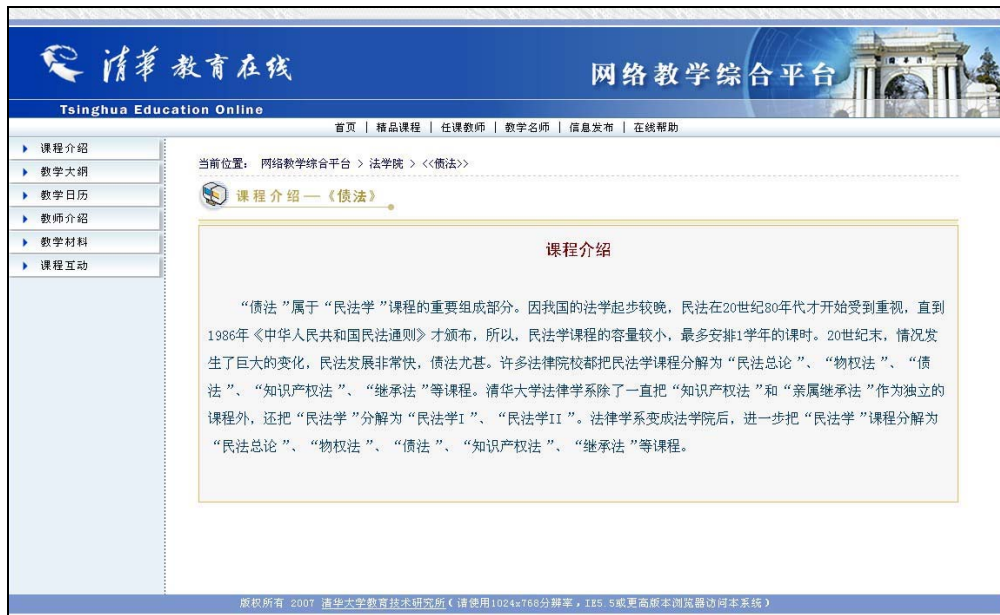 清華 教育在线
网络教学综合平台
Tsinghua Education Online
首页 | 精品课程 | 任课教师 | 教学名师 | 信息发布 | 在线帮助
课程介绍
教学大纲
教学日历
教师介绍
教学材料
课程互动
当前位置： 网络教学综合平台 > 法学院 > <<债法>>
课程介绍—《债法》
课程介绍
“债法”属于“民法学”课程的重要组成部分。因我国的法学起步较晚，民法在20世纪80年代才开始受到重视，直到
1986年《中华人民共和国民法通则》才颁布，所以，民法学课程的容量较小，最多安排1学年的课时。20世纪末，情况发
生了巨大的变化，民法发展非常快，债法尤甚。许多法律院校都把民法学课程分解为“民法总论”、“物权法”、“债
法”、“知识产权法”、“继承法”等课程。清华大学法律学系除了一直把“知识产权法”和“亲属继承法”作为独立的
课程外，还把“民法学”分解为“民法学I”、“民法学II”。法律学系变成法学院后，进一步把“民法学”课程分解为
“民法总论”、“物权法”、“债法”、“知识产权法”、“继承法”等课程。
版权所有 2007 清华大学教育技术研究所(请使用1024x768分辨率，IE5.5或更高版本浏览器访问本系统)